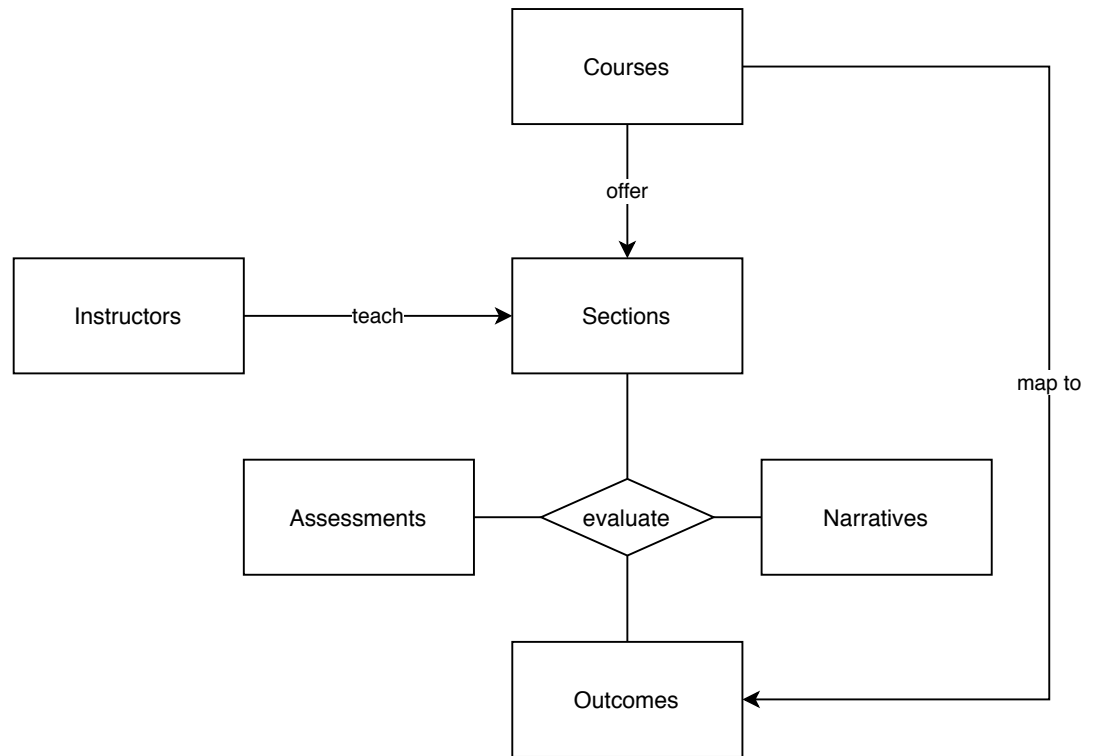 Courses
offer
Instructors
teach
Sections
map to
Assessments
evaluate
Narratives
Outcomes